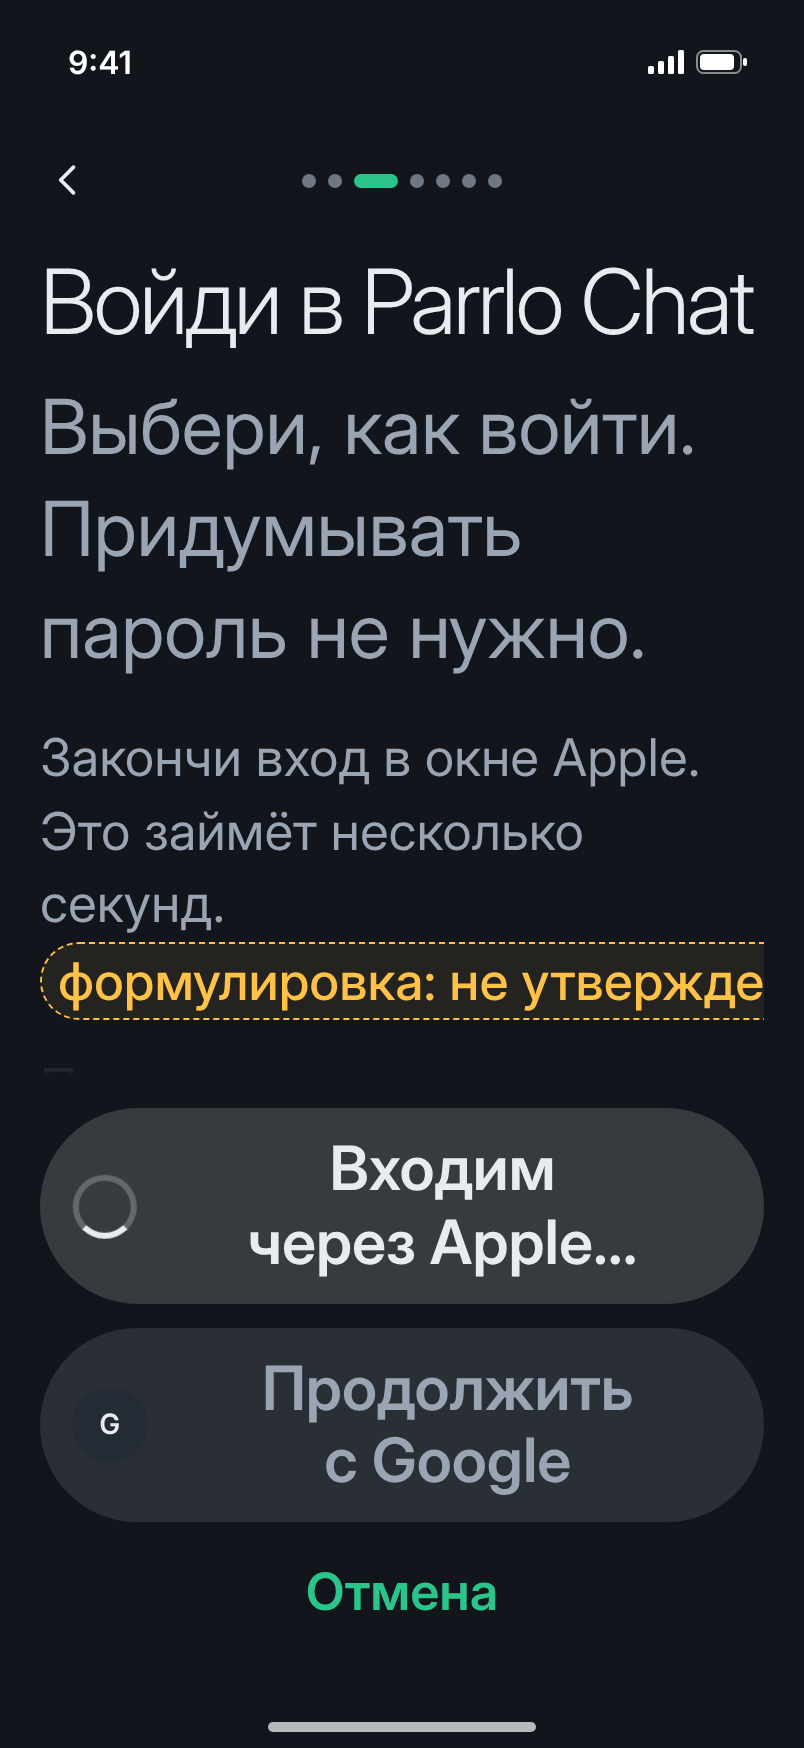 9:41
Войди в Parrlo Chat
Выбери, как войти.
Придумывать
пароль не нужно.
Закончи вход в окне Apple.
Это займёт несколько
секунд.
формулировка: не утвержде
Входим
через Apple…
G
Продолжить
с Google
Отмена